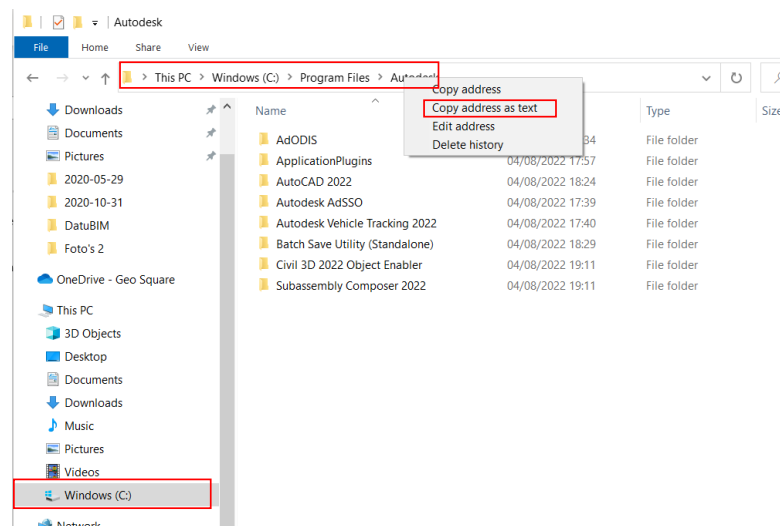 Autodesk
File Home Share View
This PC > Windows (C:) > Program Files > Autodesk
Copy address
Copy address as text
Edit address
Delete history
Downloads
Documents
Pictures
2020-05-29
2020-10-31
DatuBIM
Foto's 2
OneDrive - Geo Square
This PC
3D Objects
Desktop
Documents
Downloads
Music
Pictures
Videos
Windows (C:)
Network
Name Type Size
AdODIS 34 File folder
ApplicationPlugins 04/08/2022 17:57 File folder
AutoCAD 2022 04/08/2022 18:24 File folder
Autodesk AdSSO 04/08/2022 17:39 File folder
Autodesk Vehicle Tracking 2022 04/08/2022 17:40 File folder
Batch Save Utility (Standalone) 04/08/2022 18:29 File folder
Civil 3D 2022 Object Enabler 04/08/2022 19:11 File folder
Subassembly Composer 2022 04/08/2022 19:11 File folder